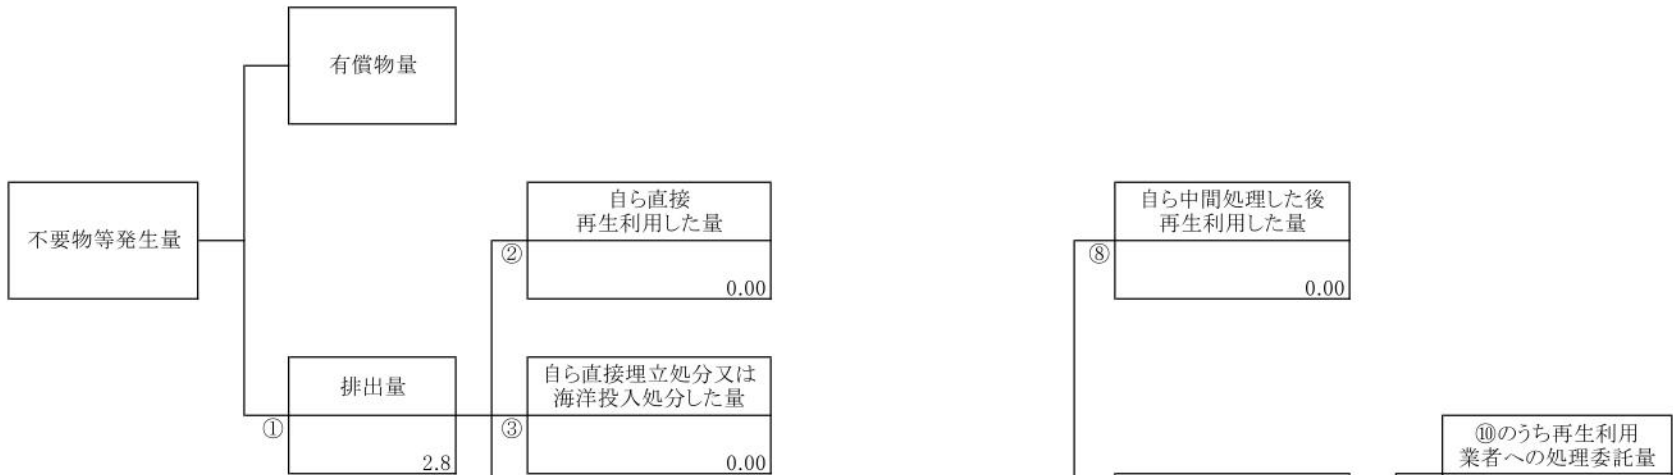 有償物量
不要物等発生量
自ら直接
再生利用した量
②
0.00
自ら中間処理した後
再生利用した量
⑧
0.00
排出量
①
2.8
自ら直接埋立処分又は
海洋投入処分した量
③
0.00
⑩のうち再生利用
業者への処理委託量